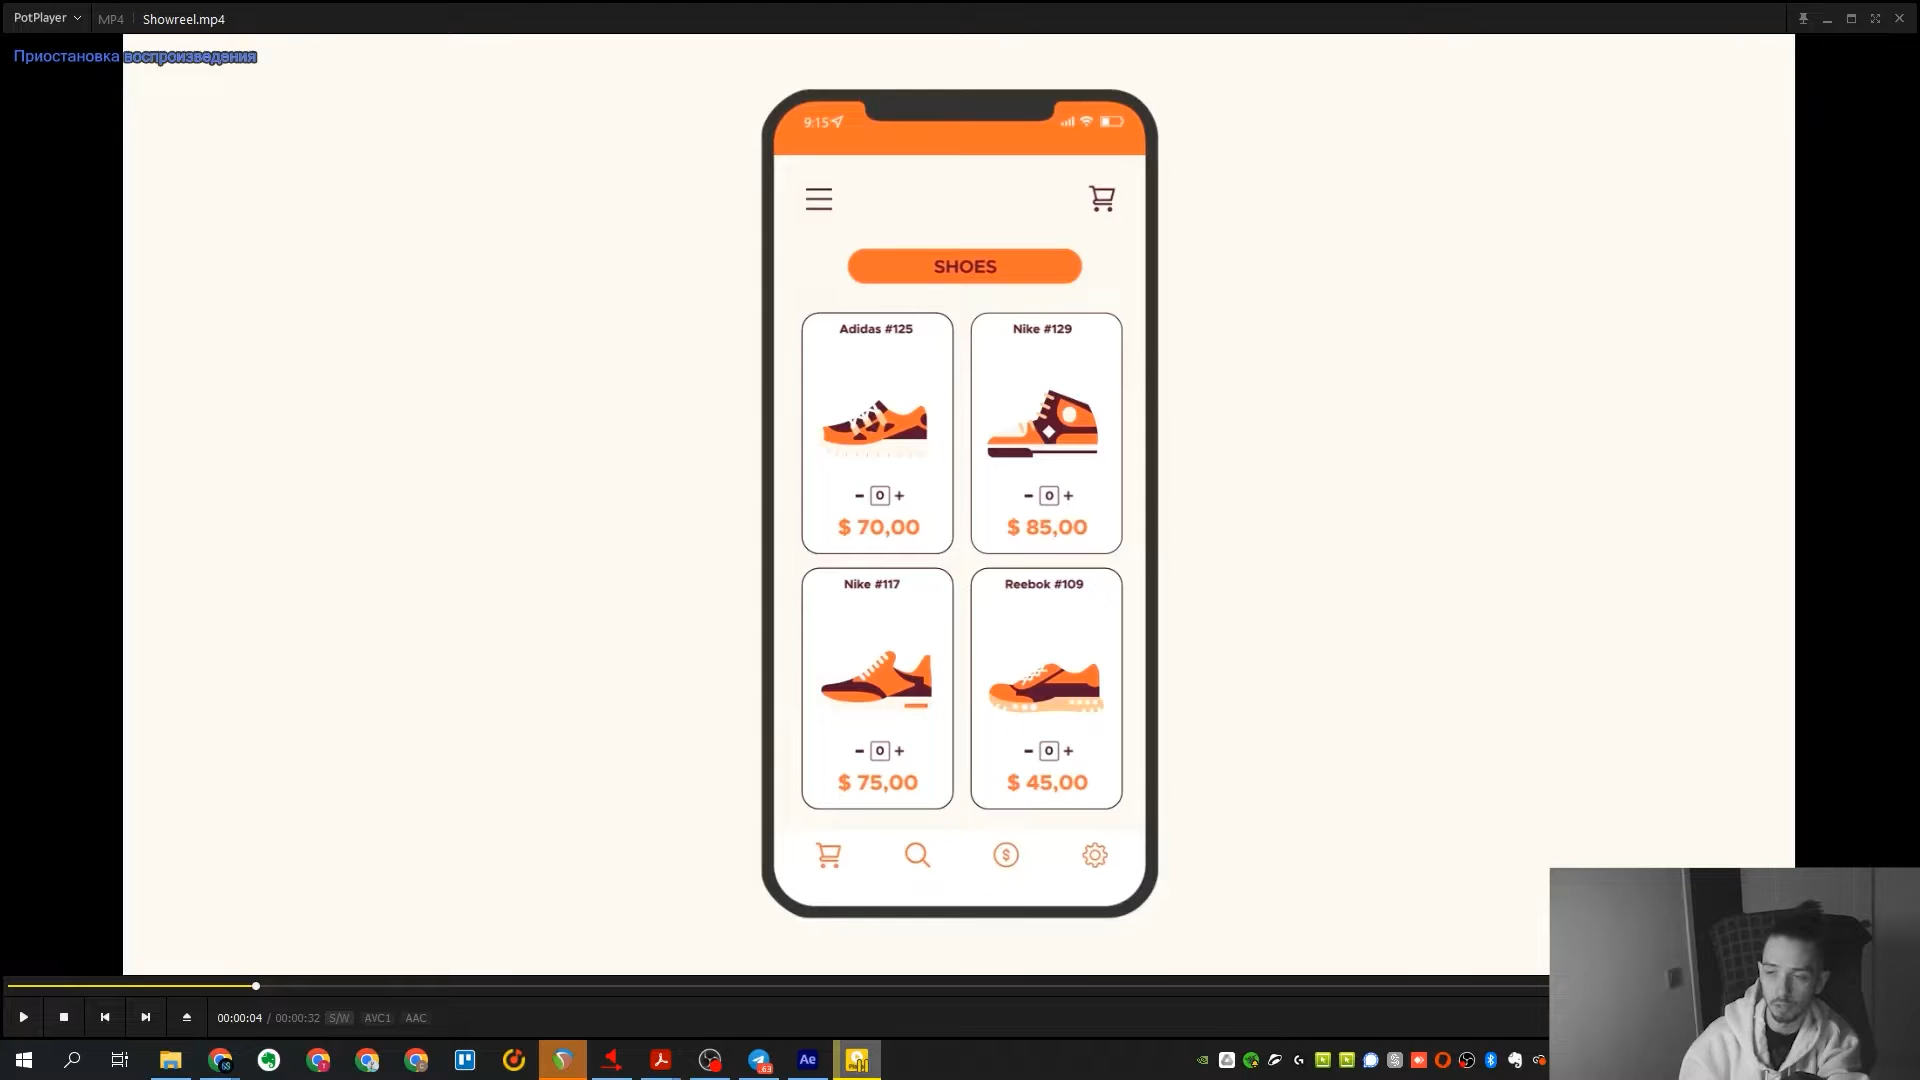 PotPlayer
MP4
Showreel.mp4
Приостановка воспроизведения
9:15
SHOES
Adidas #125
Nike #129
- 0 +
- 0 +
$ 70,00
$ 85,00
Nike #117
Reebok #109
- 0 +
- 0 +
$ 75,00
$ 45,00
$
00:00:04 / 00:00:32 S/W AVC1 AAC
63
Ae